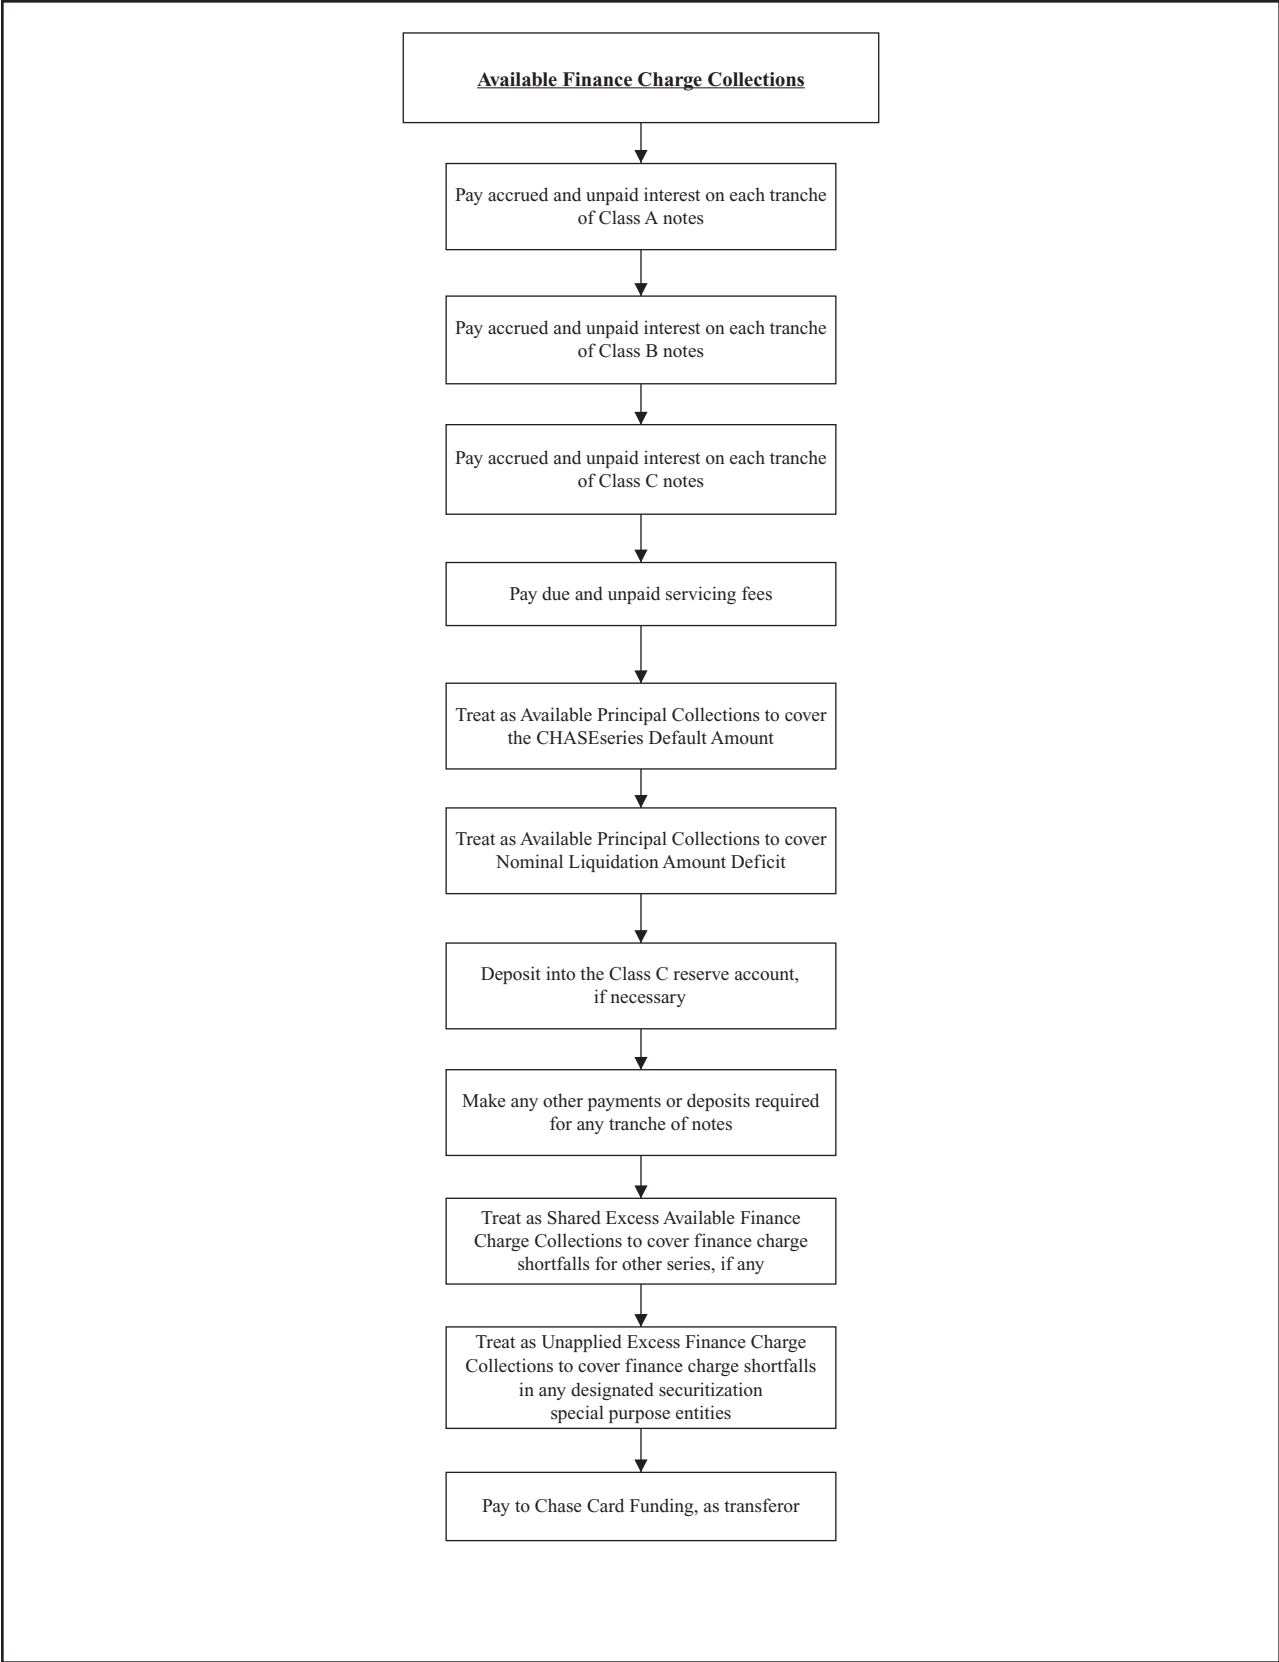 Available Finance Charge Collections
Pay accrued and unpaid interest on each tranche
of Class A notes
Pay accrued and unpaid interest on each tranche
of Class B notes
Pay accrued and unpaid interest on each tranche
of Class C notes
Pay due and unpaid servicing fees
Treat as Available Principal Collections to cover
the CHASEseries Default Amount
Treat as Available Principal Collections to cover
Nominal Liquidation Amount Deficit
Deposit into the Class C reserve account,
if necessary
Make any other payments or deposits required
for any tranche of notes
Treat as Shared Excess Available Finance
Charge Collections to cover finance charge
shortfalls for other series, if any
Treat as Unapplied Excess Finance Charge
Collections to cover finance charge shortfalls
in any designated securitization
special purpose entities
Pay to Chase Card Funding, as transferor